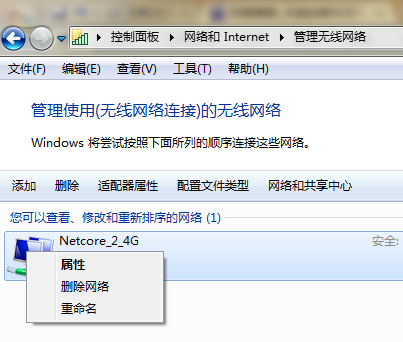 控制面板 ▸ 网络和 Internet ▸ 管理无线网络
文件(F) 编辑(E) 查看(V) 工具(T) 帮助(H)
管理使用(无线网络连接)的无线网络
Windows 将尝试按照下面所列的顺序连接这些网络。
添加 删除 适配器属性 配置文件类型 网络和共享中心
您可以查看、修改和重新排序的网络 (1)
Netcore_2_4G 安全:
属性
删除网络
重命名